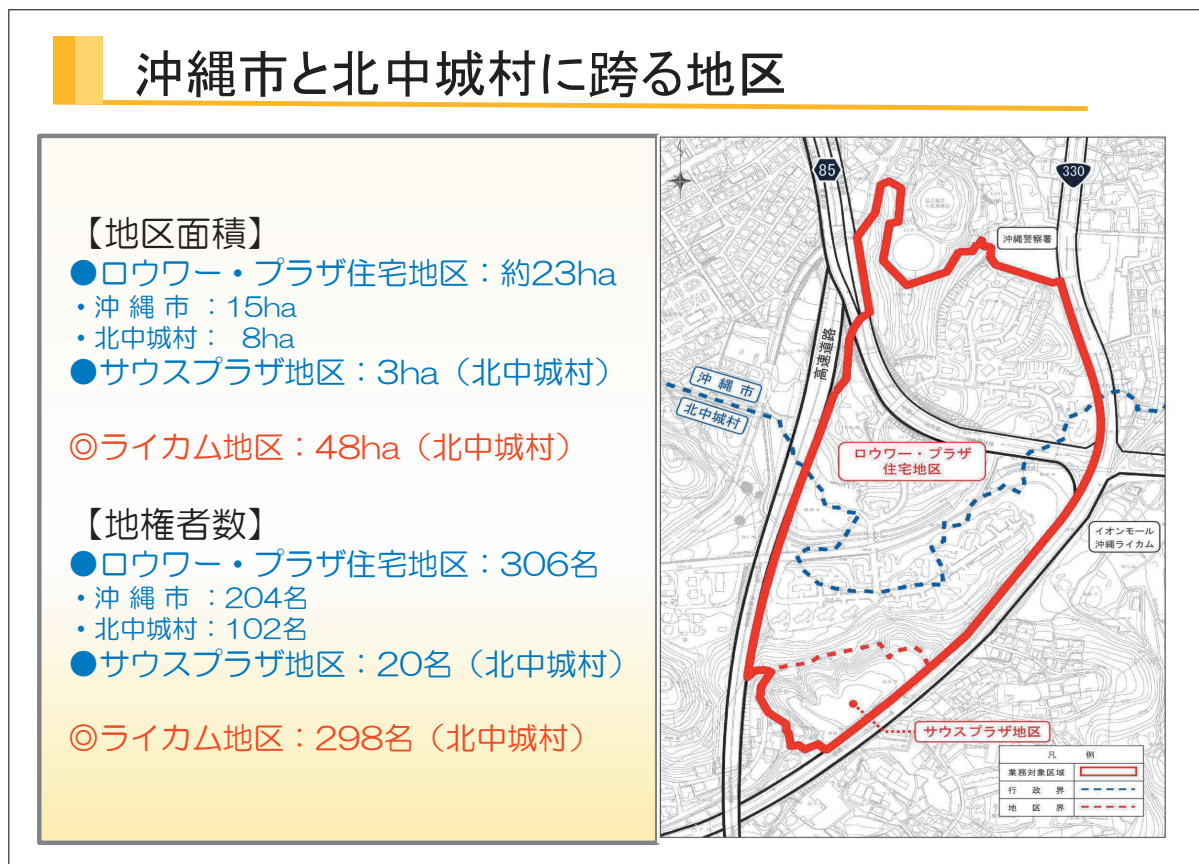 沖縄市と北中城村に跨る地区
【地区面積】
●ロウワー・プラザ住宅地区：約23ha
・沖 縄 市 ：15ha
・北中城村： 8ha
●サウスプラザ地区：3ha（北中城村）
◎ライカム地区：48ha（北中城村）
【地権者数】
●ロウワー・プラザ住宅地区：306名
・沖 縄 市 ：204名
・北中城村：102名
●サウスプラザ地区：20名（北中城村）
◎ライカム地区：298名（北中城村）
85
330
沖縄警察署
高速道路
沖 縄 市
北中城村
ロウワー・プラザ
住宅地区
イオンモール
沖縄ライカム
サウスプラザ地区
凡 例
業務対象区域
行 政 界
地 区 界